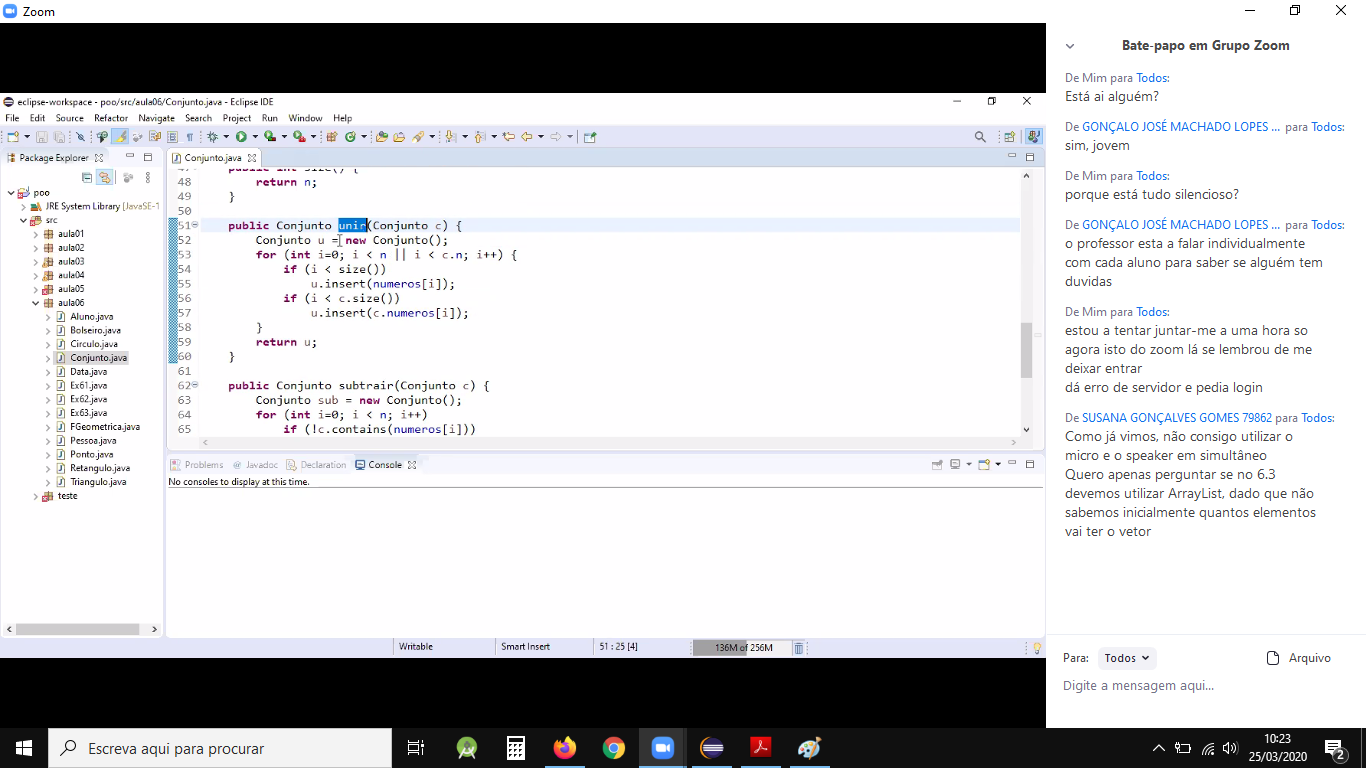 Zoom
eclipse-workspace - poo/src/aula06/Conjunto.java - Eclipse IDE
File Edit Source Refactor Navigate Search Project Run Window Help
Package Explorer
poo
JRE System Library [JavaSE-1
src
aula01
aula02
aula03
aula04
aula05
aula06
Aluno.java
Bolseiro.java
Circulo.java
Conjunto.java
Data.java
Ex61.java
Ex62.java
Ex63.java
FGeometrica.java
Pessoa.java
Ponto.java
Retangulo.java
Triangulo.java
teste
Conjunto.java
47 public int size() {
48 return n;
49 }
50
51 public Conjunto unir(Conjunto c) {
52 Conjunto u = new Conjunto();
53 for (int i=0; i < n || i < c.n; i++) {
54 if (i < size())
55 u.insert(numeros[i]);
56 if (i < c.size())
57 u.insert(c.numeros[i]);
58 }
59 return u;
60 }
61
62 public Conjunto subtrair(Conjunto c) {
63 Conjunto sub = new Conjunto();
64 for (int i=0; i < n; i++)
65 if (!c.contains(numeros[i]))
Problems Javadoc Declaration Console
No consoles to display at this time.
Writable Smart Insert 51 : 25 [4] 136M of 256M
Bate-papo em Grupo Zoom
De Mim para Todos:
Está ai alguém?
De GONÇALO JOSÉ MACHADO LOPES ... para Todos:
sim, jovem
De Mim para Todos:
porque está tudo silencioso?
De GONÇALO JOSÉ MACHADO LOPES ... para Todos:
o professor esta a falar individualmente
com cada aluno para saber se alguém tem
duvidas
De Mim para Todos:
estou a tentar juntar-me a uma hora so
agora isto do zoom lá se lembrou de me
deixar entrar
dá erro de servidor e pedia login
De SUSANA GONÇALVES GOMES 79862 para Todos:
Como já vimos, não consigo utilizar o
micro e o speaker em simultâneo
Quero apenas perguntar se no 6.3
devemos utilizar ArrayList, dado que não
sabemos inicialmente quantos elementos
vai ter o vetor
Para: Todos Arquivo
Digite a mensagem aqui...
Escreva aqui para procurar
10:23
25/03/2020
2